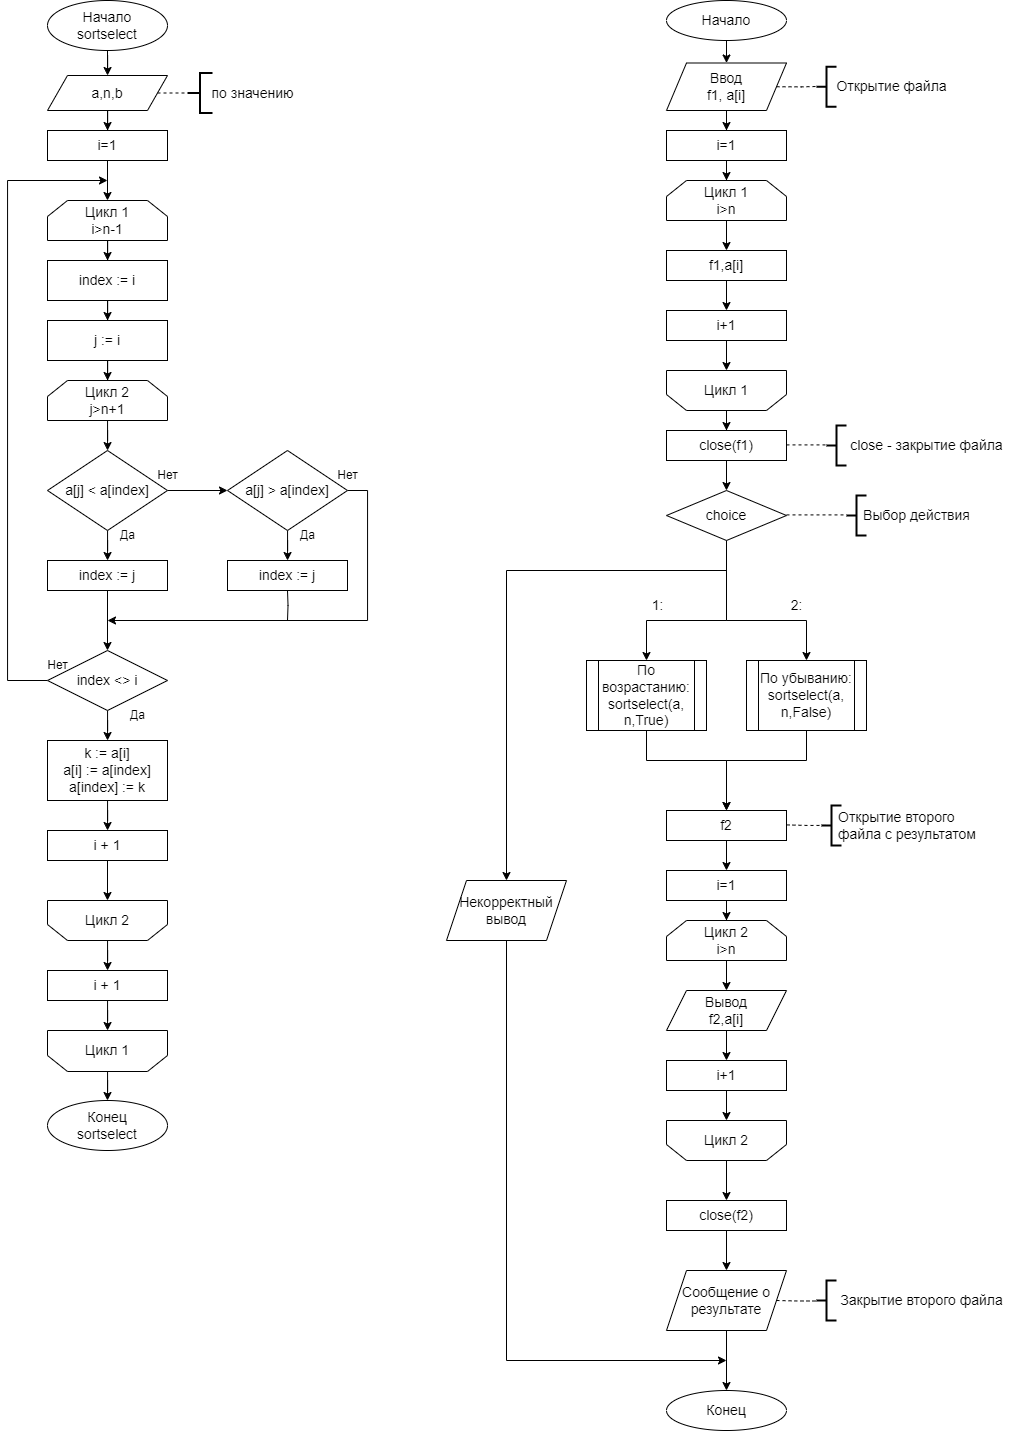 Начало
sortselect
a,n,b
по значению
i=1
Цикл 1
i>n-1
index := i
j := i
Цикл 2
j>n+1
a[j] < a[index]
Нет
Да
a[j] > a[index]
Нет
Да
index := j
index := j
Нет
index <> i
Да
k := a[i]
a[i] := a[index]
a[index] := k
i + 1
Цикл 2
i + 1
Цикл 1
Конец
sortselect
Начало
Ввод
f1, a[i]
Открытие файла
i=1
Цикл 1
i>n
f1,a[i]
i+1
Цикл 1
close(f1)
close - закрытие файла
choice
Выбор действия
1:
2:
По
возрастанию:
sortselect(a,
n,True)
По убыванию:
sortselect(a,
n,False)
f2
Открытие второго
файла с результатом
i=1
Цикл 2
i>n
Некорректный
вывод
Вывод
f2,a[i]
i+1
Цикл 2
close(f2)
Сообщение о
результате
Закрытие второго файла
Конец